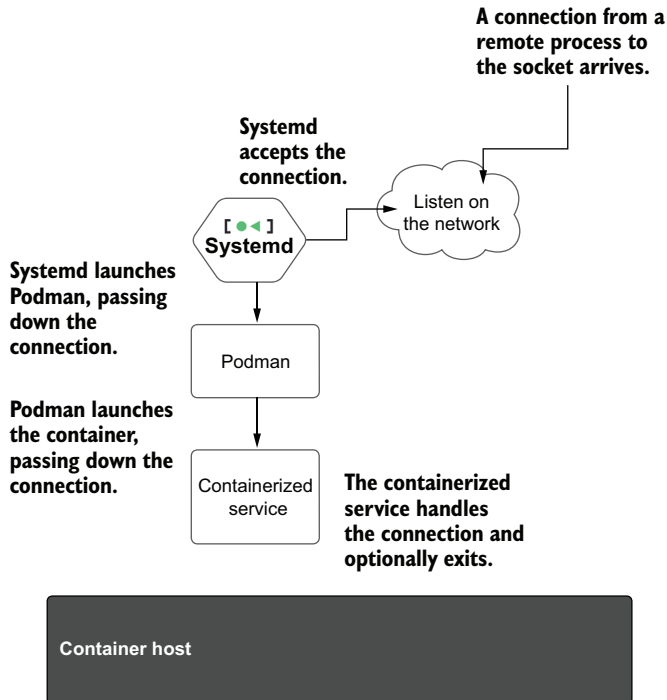 A connection from a
remote process to
the socket arrives.
Systemd
accepts the
connection.
Listen on
the network
[ ●◀ ]
Systemd
Systemd launches
Podman, passing
down the
connection.
Podman
Podman launches
the container,
passing down the
connection.
Containerized
service
The containerized
service handles
the connection and
optionally exits.
Container host